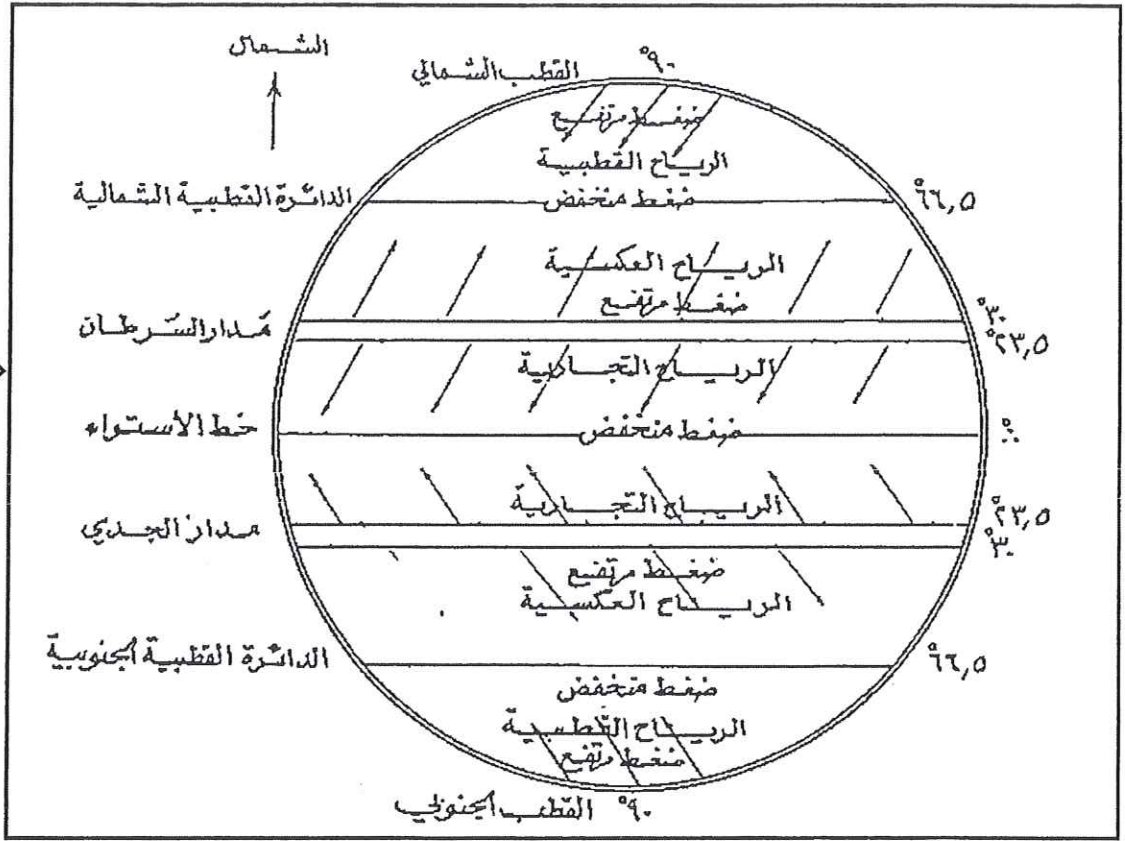 الشمال
القطب الشمالي ٩٠°
ضغط مرتفع
الرياح القطبية
الدائرة القطبية الشمالية ضغط منخفض ٦٦,٥°
الرياح العكسية
ضغط مرتفع ٣٠°
مدار السرطان ٢٣,٥°
الرياح التجارية
خط الأستواء ضغط منخفض ٠°
الرياح التجارية
مدار الجدي ٢٣,٥°
٣٠°
ضغط مرتفع
الرياح العكسية
الدائرة القطبية الجنوبية ٦٦,٥°
ضغط منخفض
الرياح القطبية
ضغط مرتفع
القطب الجنوبي ٩٠°